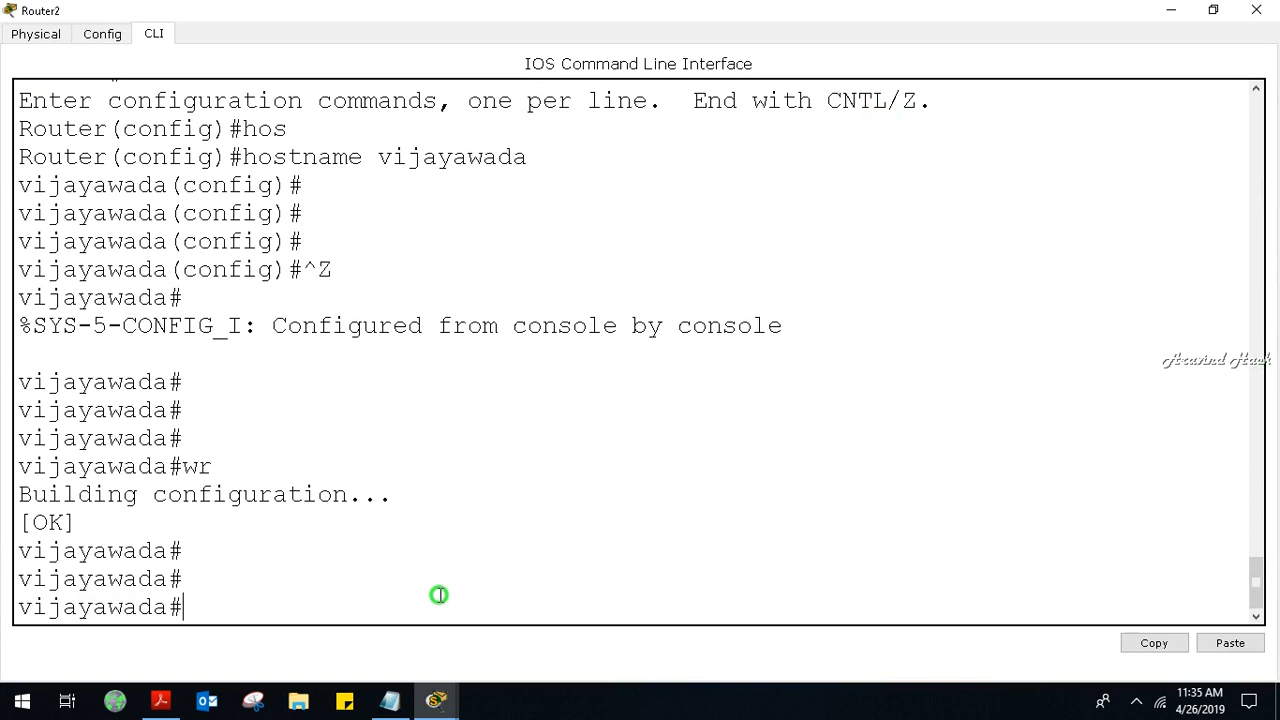 Router2
Physical
Config
CLI
IOS Command Line Interface
Enter configuration commands, one per line.  End with CNTL/Z.
Router(config)#hos
Router(config)#hostname vijayawada
vijayawada(config)#
vijayawada(config)#
vijayawada(config)#
vijayawada(config)#^Z
vijayawada#
%SYS-5-CONFIG_I: Configured from console by console
vijayawada#
vijayawada#
vijayawada#
vijayawada#wr
Building configuration...
[OK]
vijayawada#
vijayawada#
vijayawada#
Aravind Hash
Copy
Paste
11:35 AM
4/26/2019